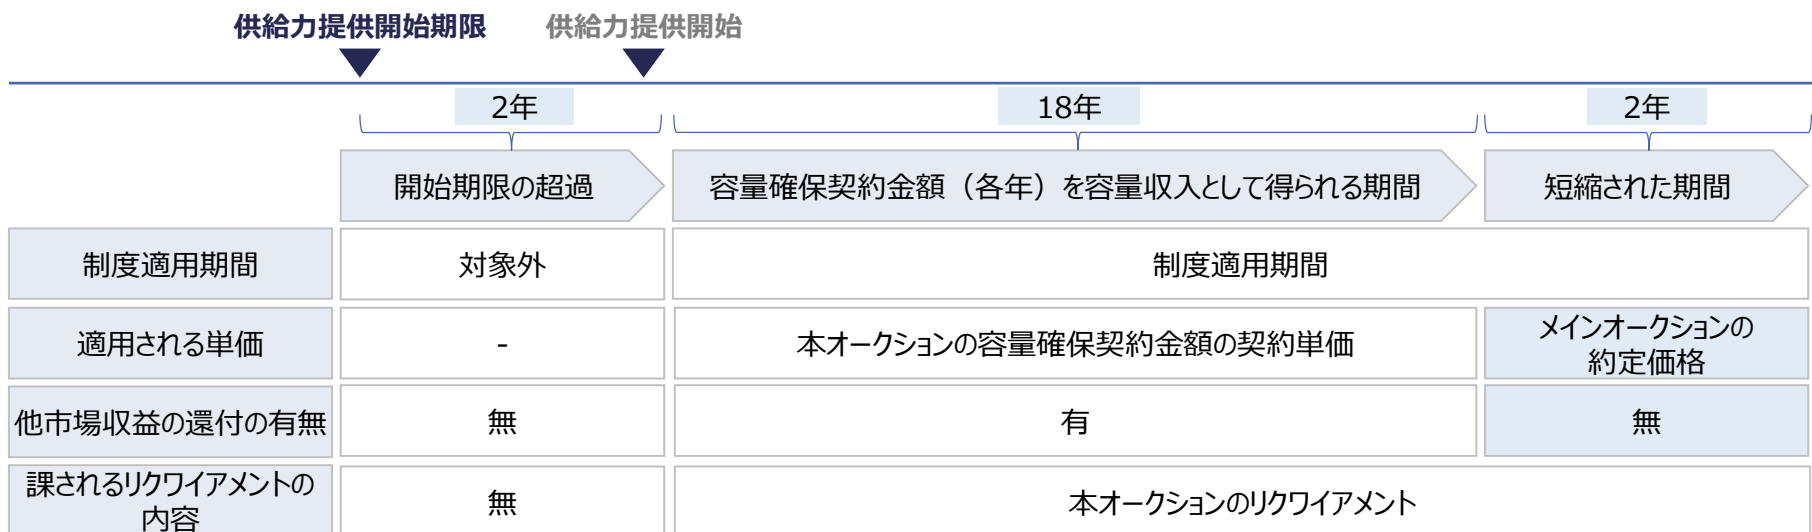 供給力提供開始期限 供給力提供開始
2年 18年 2年
開始期限の超過 容量確保契約金額（各年）を容量収入として得られる期間 短縮された期間
制度適用期間 対象外 制度適用期間
適用される単価 - 本オークションの容量確保契約金額の契約単価 メインオークションの
約定価格
他市場収益の還付の有無 無 有 無
課されるリクワイアメントの
内容 無 本オークションのリクワイアメント